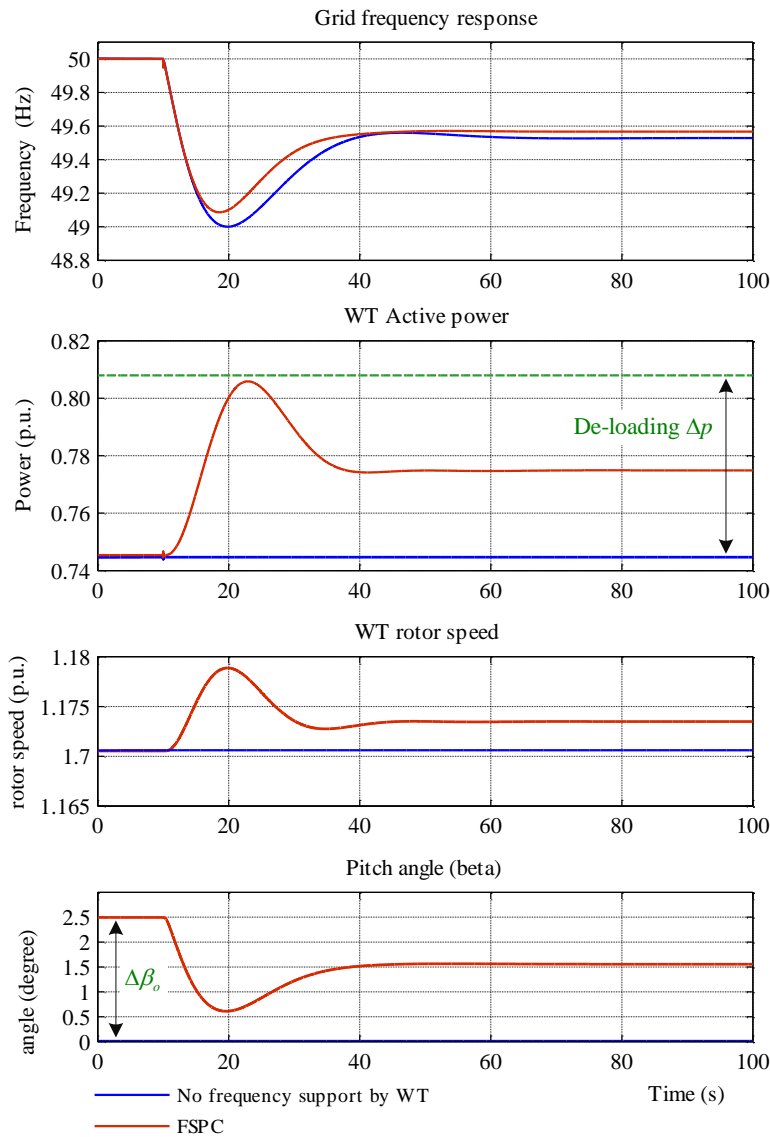 Grid frequency response
Frequency (Hz)
50
49.8
49.6
49.4
49.2
49
48.8
0 20 40 60 80 100
WT Active power
Power (p.u.)
0.82
0.80
0.78
0.76
0.74
De-loading Δp
0 20 40 60 80 100
WT rotor speed
rotor speed (p.u.)
1.18
1.175
1.7
1.165
0 20 40 60 80 100
Pitch angle (beta)
angle (degree)
2.5
2
1.5
1
0.5
0
Δβo
0 20 40 60 80 100
No frequency support by WT
Time (s)
FSPC